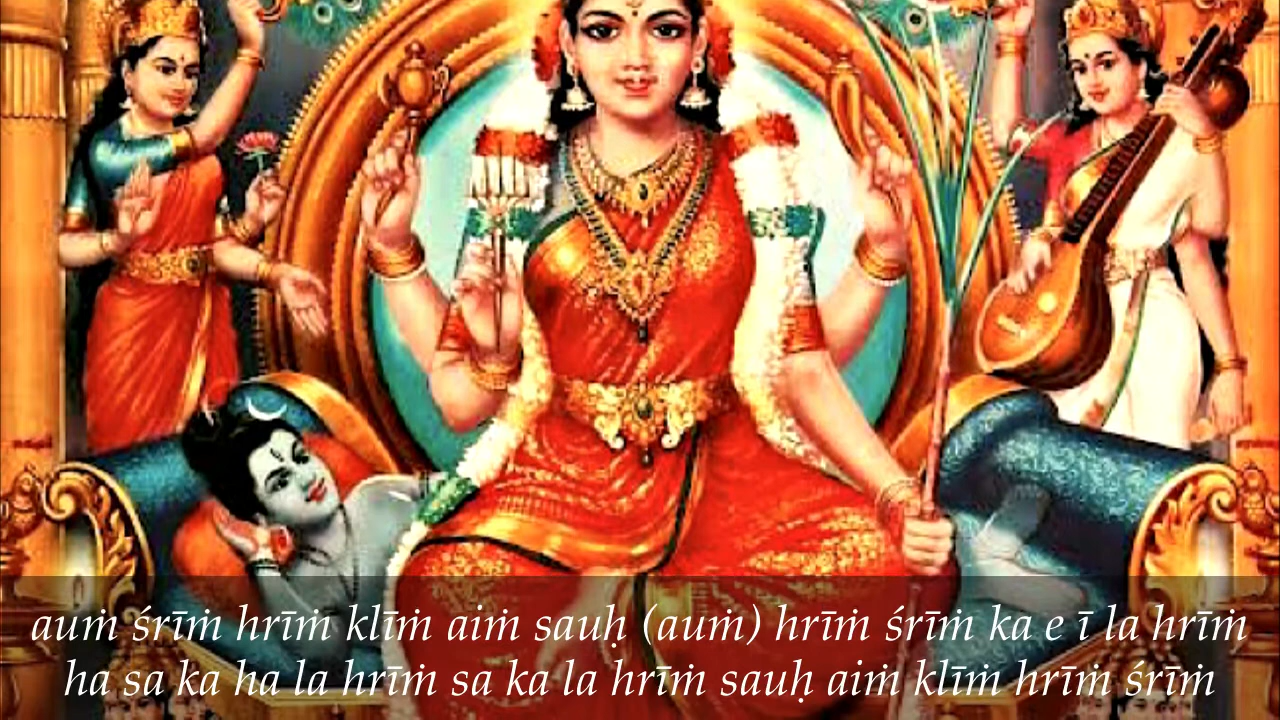 auṁ śrīṁ hrīṁ klīṁ aiṁ sauḥ (auṁ) hrīṁ śrīṁ ka e ī la hrīṁ
ha sa ka ha la hrīṁ sa ka la hrīṁ sauḥ aiṁ klīṁ hrīṁ śrīṁ